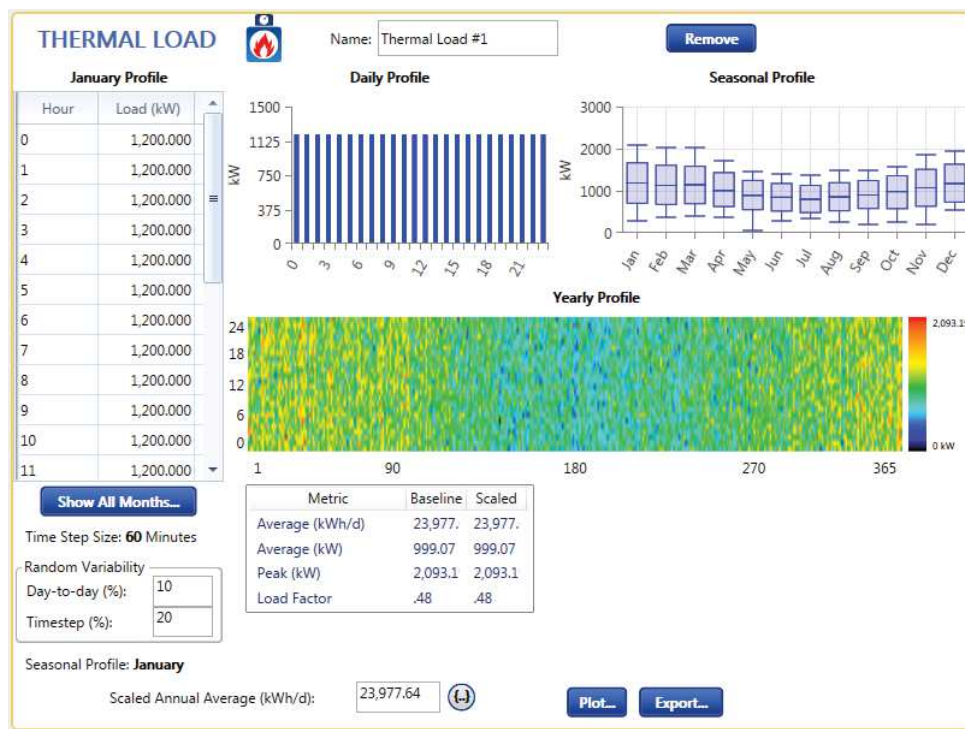 THERMAL LOAD
Name: Thermal Load #1
Remove
January Profile
Hour Load (kW)
0 1,200.000
1 1,200.000
2 1,200.000
3 1,200.000
4 1,200.000
5 1,200.000
6 1,200.000
7 1,200.000
8 1,200.000
9 1,200.000
10 1,200.000
11 1,200.000
Show All Months...
Time Step Size: 60 Minutes
Random Variability
Day-to-day (%): 10
Timestep (%): 20
Daily Profile
kW
1500
1125
750
375
0
0 3 6 9 12 15 18 21
Seasonal Profile
kW
3000
2000
1000
0
Jan Feb Mar Apr May Jun Jul Aug Sep Oct Nov Dec
Yearly Profile
24
18
12
6
0
1 90 180 270 365
2,093.19
0 kW
Metric Baseline Scaled
Average (kWh/d) 23,977. 23,977.
Average (kW) 999.07 999.07
Peak (kW) 2,093.1 2,093.1
Load Factor .48 .48
Seasonal Profile: January
Scaled Annual Average (kWh/d): 23,977.64 {..}
Plot... Export...